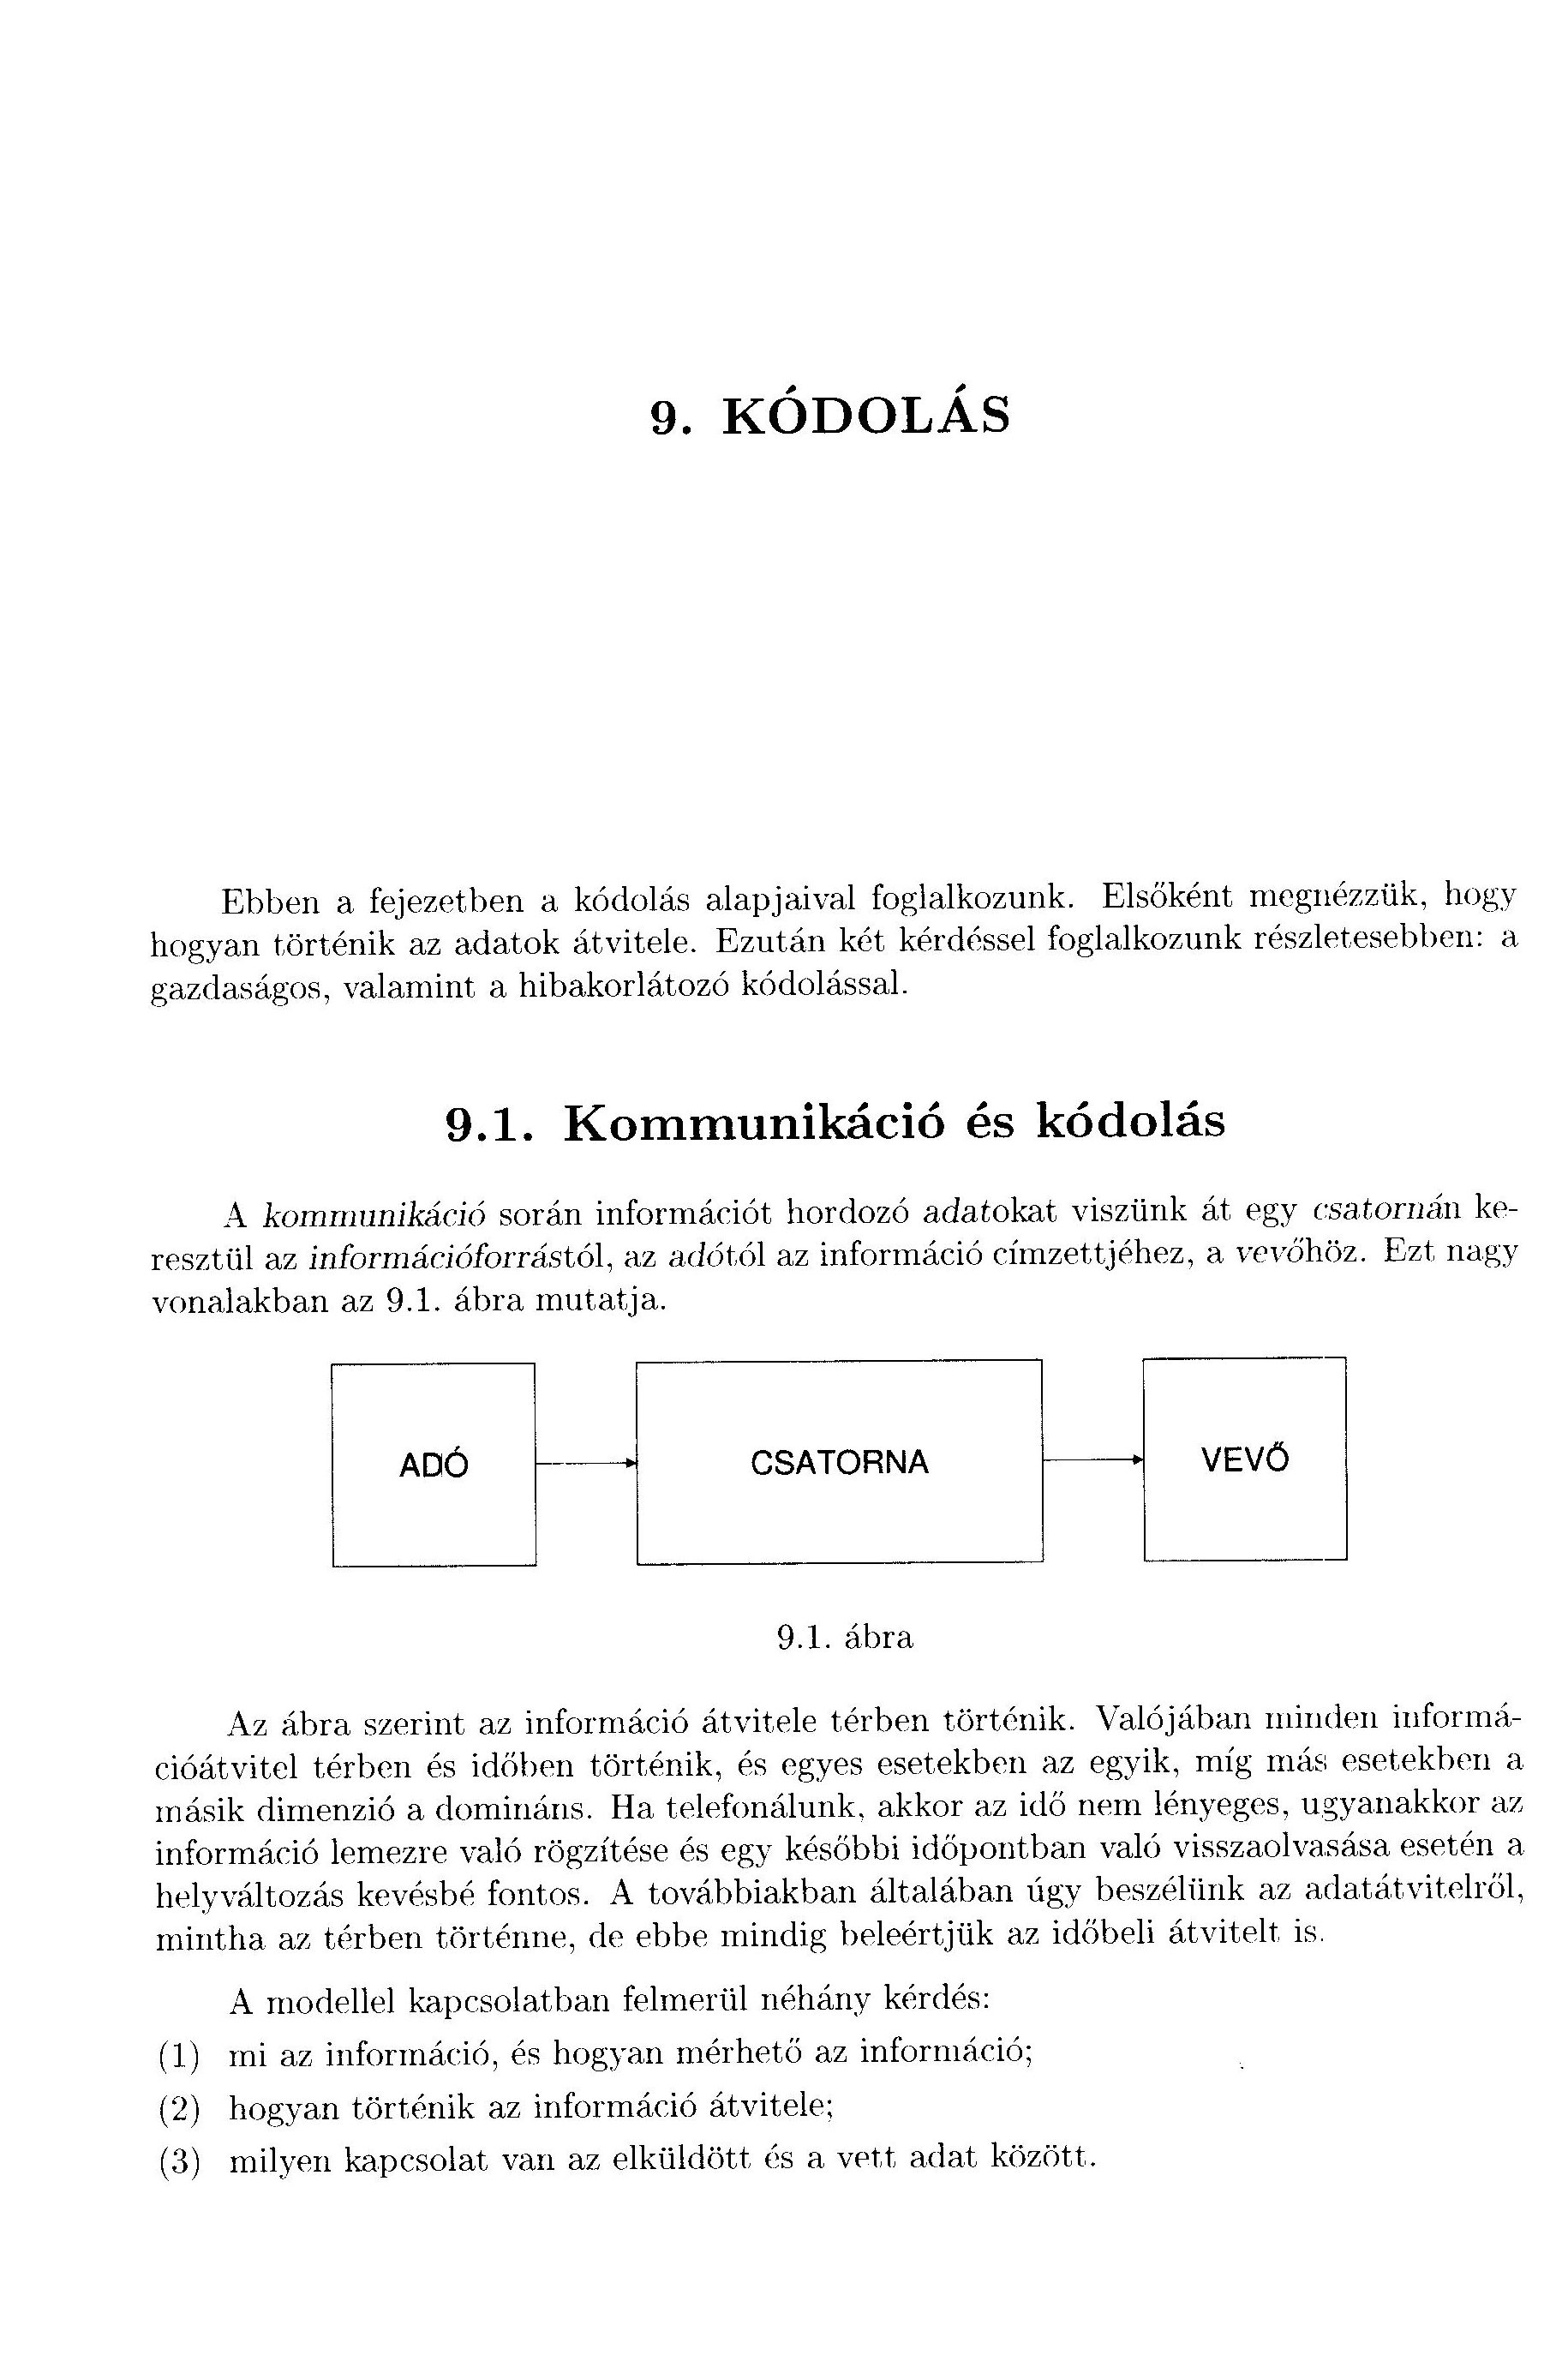 9. KÓDOLÁS
Ebben a fejezetben a kódolás alapjaival foglalkozunk. Elsőként megnézzük, hogy
hogyan történik az adatok átvitele. Ezután két kérdéssel foglalkozunk részletesebben: a
gazdaságos, valamint a hibakorlátozó kódolással.
9.1. Kommunikáció és kódolás
A kommunikáció során információt hordozó adatokat viszünk át egy csatornán ke-
resztül az információforrástól, az adótól az információ címzettjéhez, a vevőhöz. Ezt nagy
vonalakban az 9.1. ábra mutatja.
ADÓ CSATORNA VEVŐ
9.1. ábra
Az ábra szerint az információ átvitele térben történik. Valójában minden informá-
cióátvitel térben és időben történik, és egyes esetekben az egyik, míg más esetekben a
másik dimenzió a domináns. Ha telefonálunk, akkor az idő nem lényeges, ugyanakkor az
információ lemezre való rögzítése és egy későbbi időpontban való visszaolvasása esetén a
helyváltozás kevésbé fontos. A továbbiakban általában úgy beszélünk az adatátvitelről,
mintha az térben történne, de ebbe mindig beleértjük az időbeli átvitelt is.
A modellel kapcsolatban felmerül néhány kérdés:
(1) mi az információ, és hogyan mérhető az információ;
(2) hogyan történik az információ átvitele;
(3) milyen kapcsolat van az elküldött és a vett adat között.